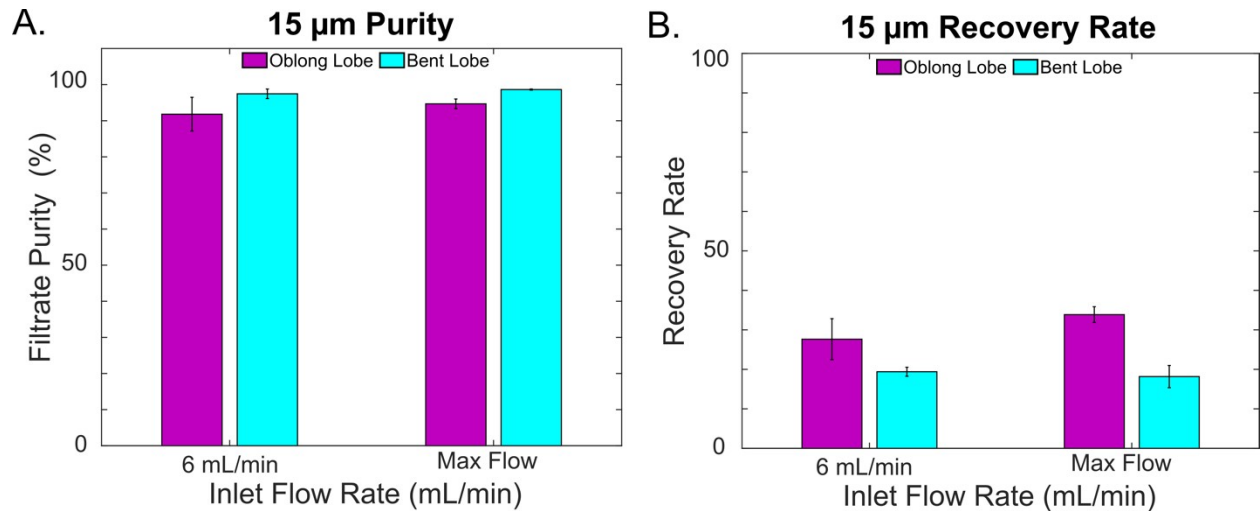 A.
15 µm Purity
Oblong Lobe Bent Lobe
100
50
0
Filtrate Purity (%)
6 mL/min Max Flow
Inlet Flow Rate (mL/min)
B.
15 µm Recovery Rate
Oblong Lobe Bent Lobe
100
50
0
Recovery Rate
6 mL/min Max Flow
Inlet Flow Rate (mL/min)